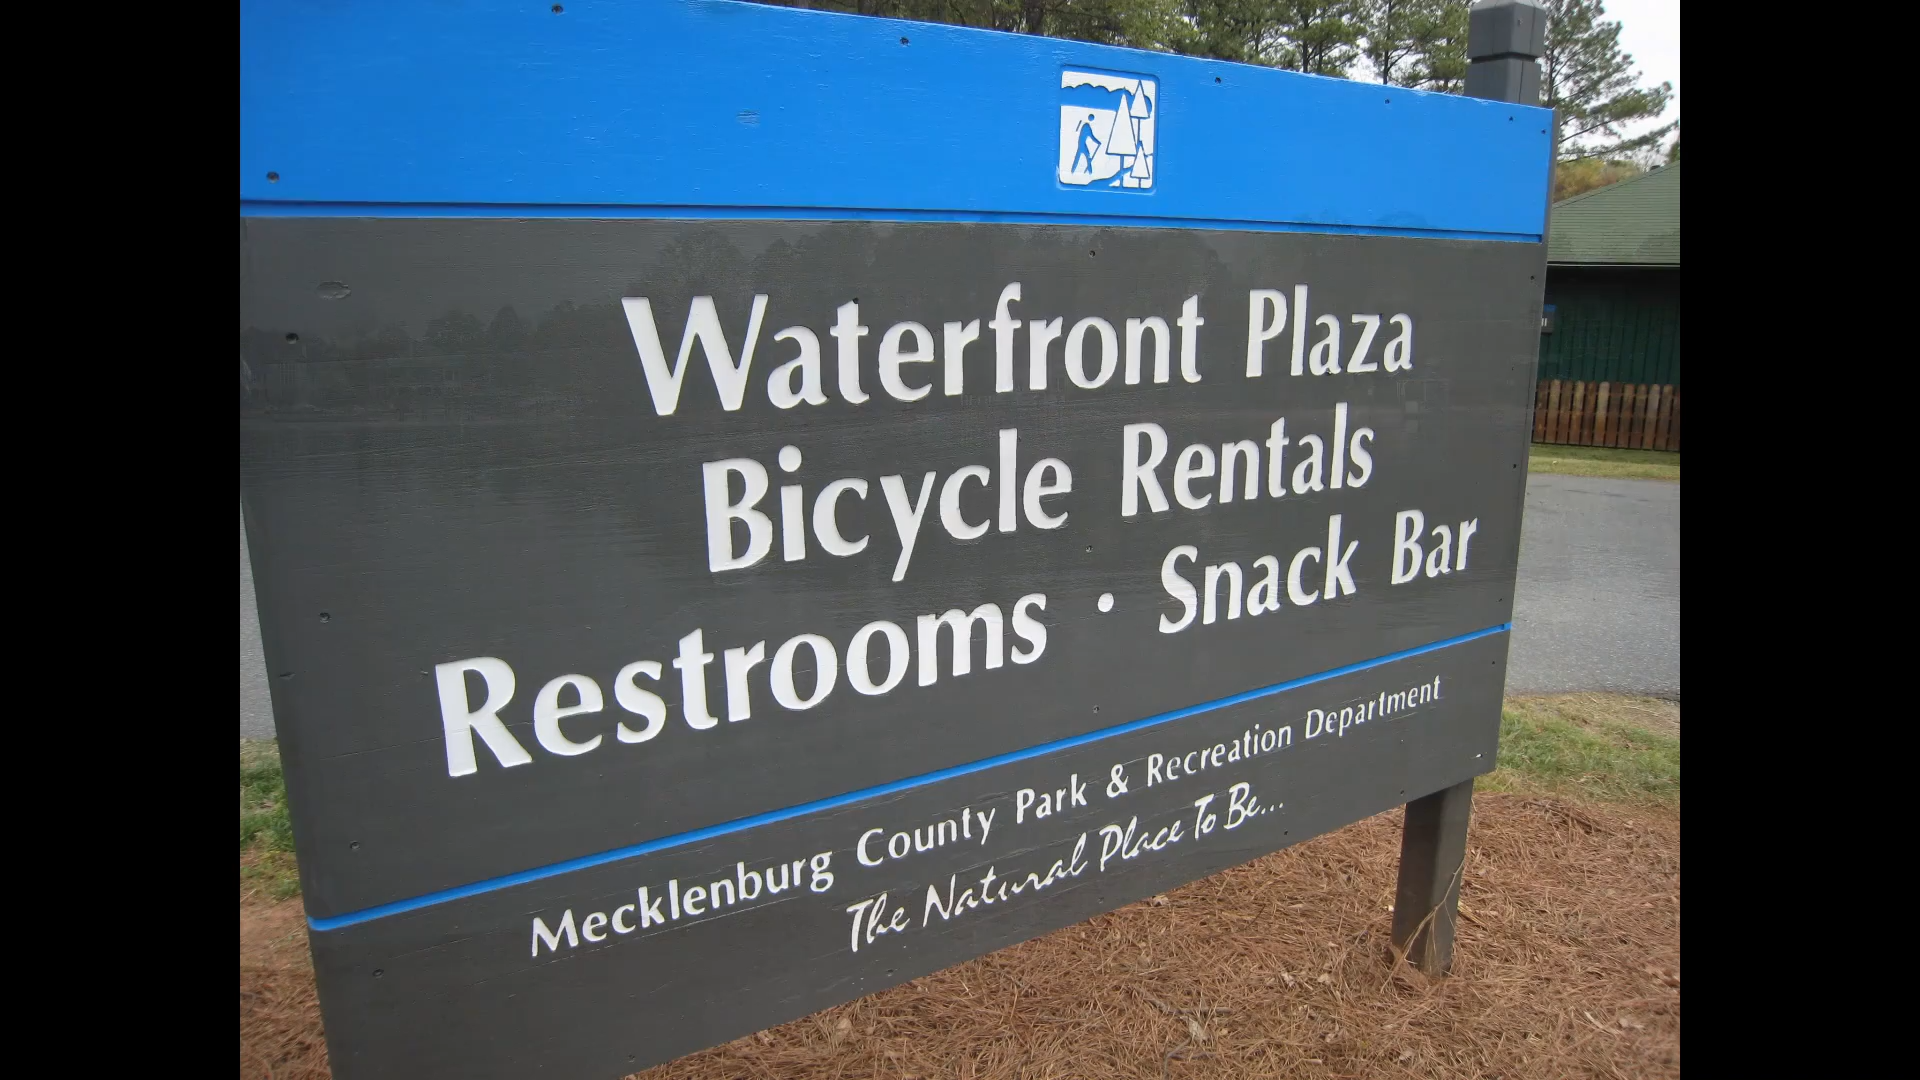 Waterfront Plaza
Bicycle Rentals
Restrooms · Snack Bar
Mecklenburg County Park & Recreation Department
The Natural Place To Be...